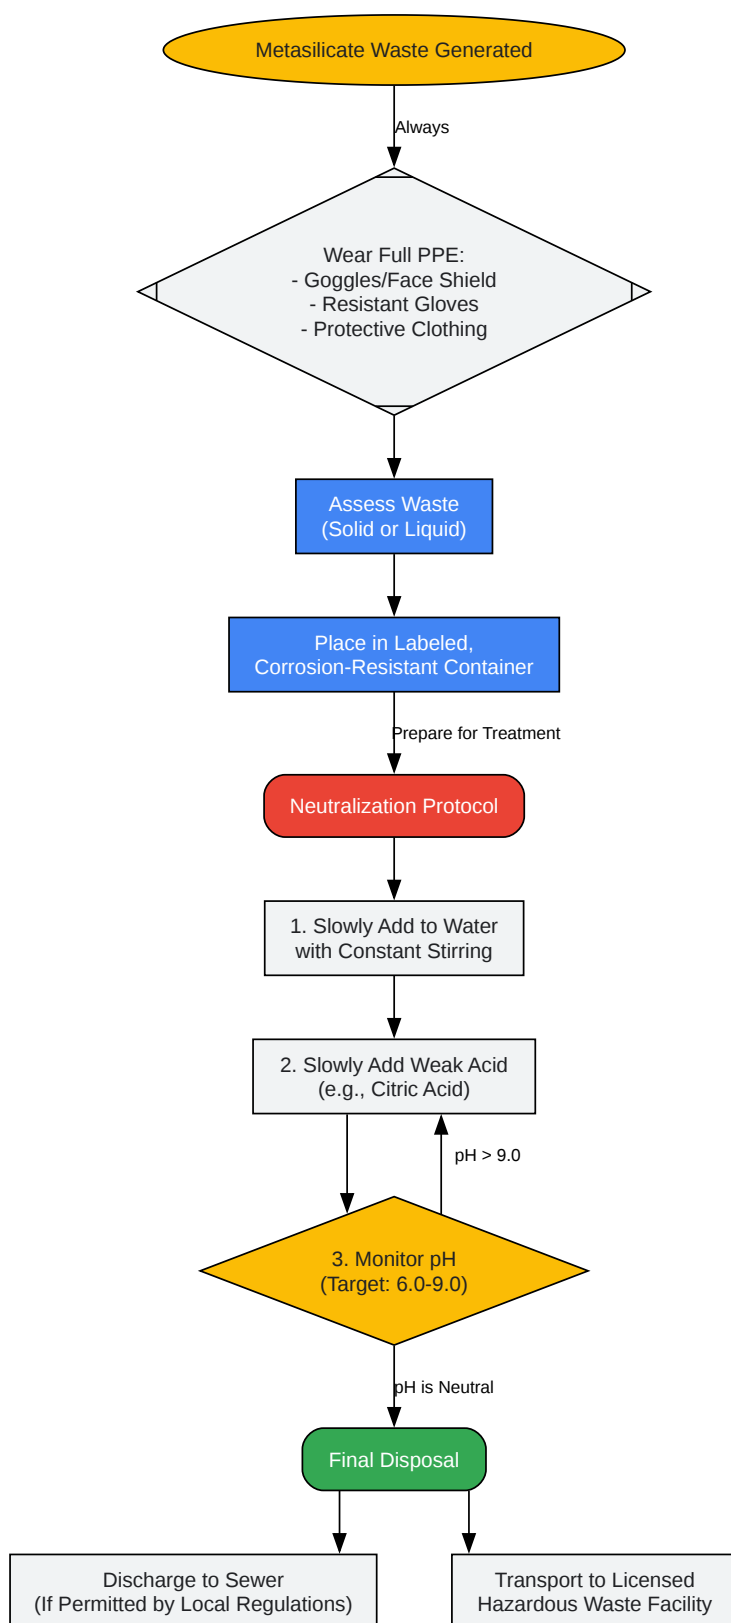 Metasilicate Waste Generated
Always
Wear Full PPE:
- Goggles/Face Shield
- Resistant Gloves
- Protective Clothing
Assess Waste
(Solid or Liquid)
Place in Labeled,
Corrosion-Resistant Container
Prepare for Treatment
Neutralization Protocol
1. Slowly Add to Water
with Constant Stirring
2. Slowly Add Weak Acid
(e.g., Citric Acid)
pH > 9.0
3. Monitor pH
(Target: 6.0-9.0)
pH is Neutral
Final Disposal
Discharge to Sewer
(If Permitted by Local Regulations)
Transport to Licensed
Hazardous Waste Facility